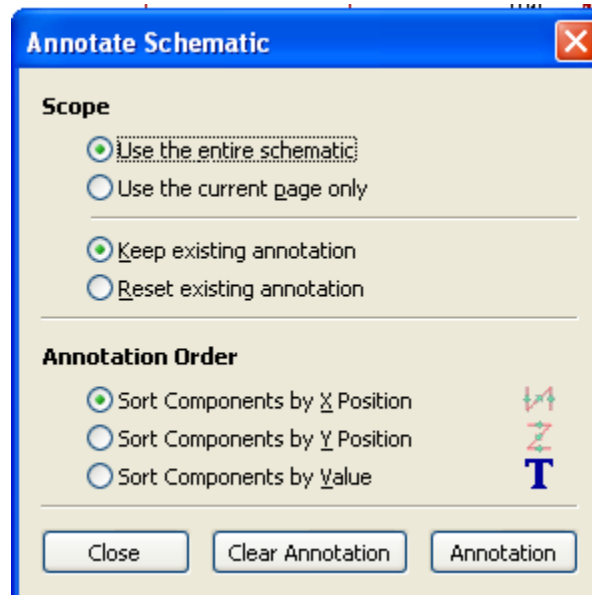 Annotate Schematic
Scope
Use the entire schematic
Use the current page only
Keep existing annotation
Reset existing annotation
Annotation Order
Sort Components by X Position
Sort Components by Y Position
Sort Components by Value
T
Close Clear Annotation Annotation